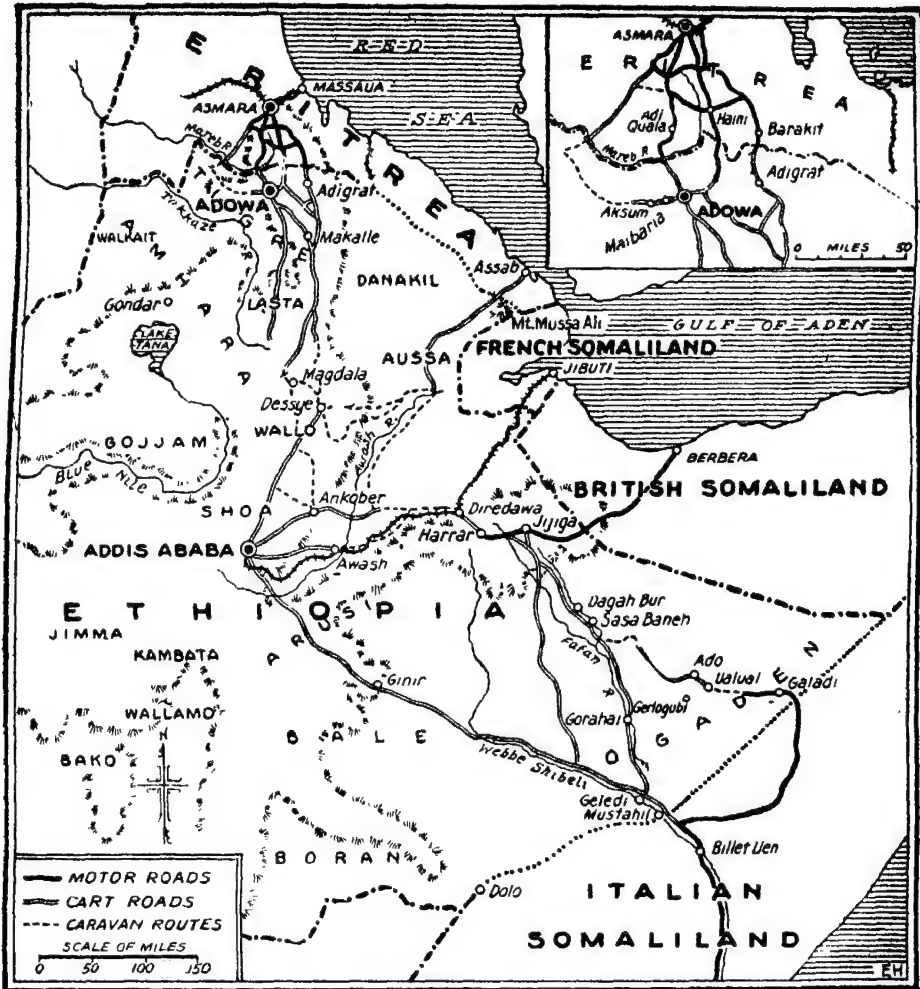 ERITREA
RED
SEA
MASSAUA
ASMARA
Mareb R.
TIGRE
ADOWA
Adigrat
Takkaze
Makalle
WALKAIT
AMHARA
DANAKIL
Assab
Gondar
LASTA
LAKE
TANA
Mt. Mussa Ali
GULF OF ADEN
AUSSA
FRENCH SOMALILAND
JIBUTI
Magdala
Dessye
WALLO
GOJJAM
Blue Nile
Awash R.
BERBERA
SHOA
Ankober
Diredawa
BRITISH SOMALILAND
Harrar
Jijiga
ADDIS ABABA
Awash
ETHIOPIA
JIMMA
ARUSI
Dagah Bur
Sasa Baneh
KAMBATA
Fafan R.
Ado
Ualual
Galadi
Ginir
WALLAMO
N
BALE
Gorahai
Gerlogubi
OGADEN
BAKO
Webbe Shibeli
Geledi
Mustahil
BORAN
Billet Uen
Dolo
ITALIAN
SOMALILAND
MOTOR ROADS
CART ROADS
CARAVAN ROUTES
SCALE OF MILES
0 50 100 150
EH
ASMARA
ERITREA
Adi
Quala
Haini
Barakit
Mareb R
Adigrat
Aksum
ADOWA
Maibaria
0 MILES 50